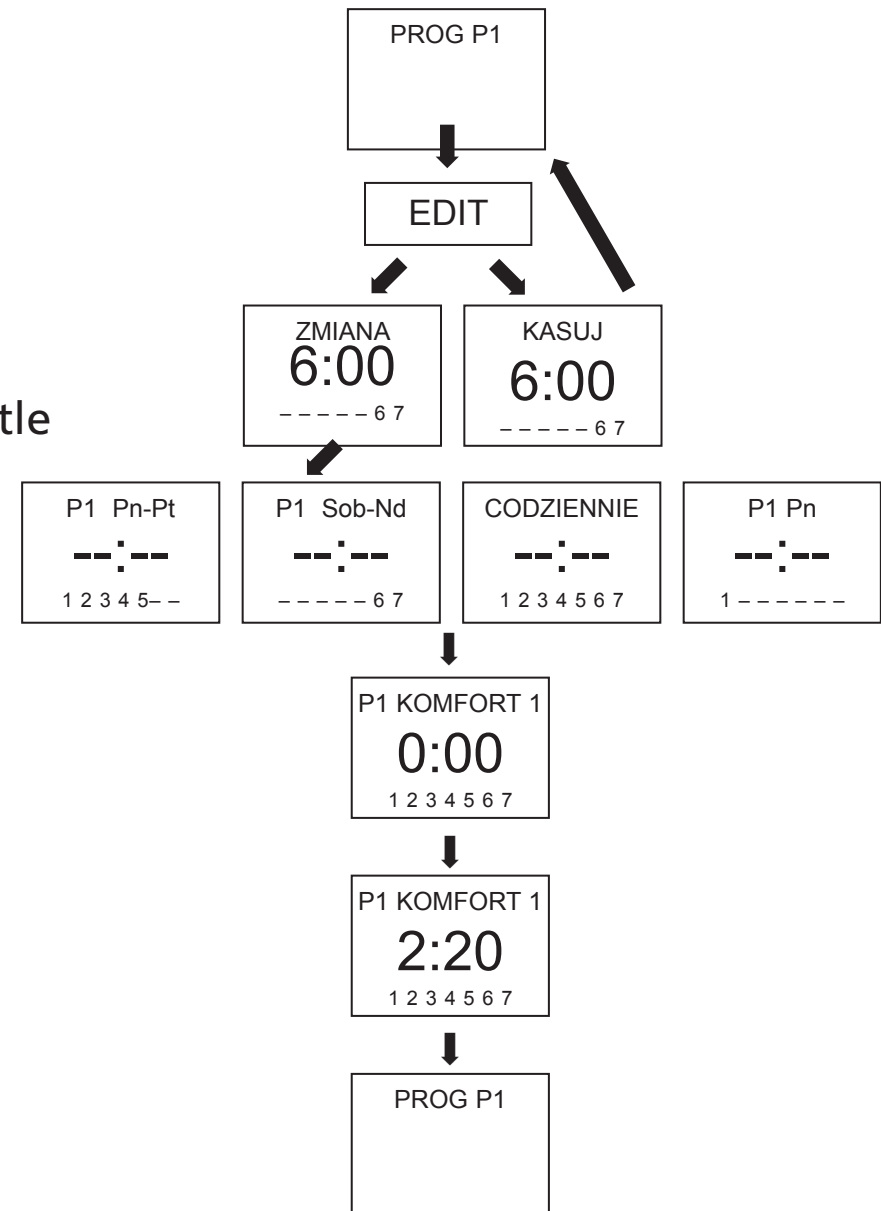 PROG P1
EDIT
ZMIANA
6:00
– – – – – 6 7
KASUJ
6:00
– – – – – 6 7
tle
P1 Pn-Pt
--:--
1 2 3 4 5– –
P1 Sob-Nd
--:--
– – – – – 6 7
CODZIENNIE
--:--
1 2 3 4 5 6 7
P1 Pn
--:--
1 – – – – – –
P1 KOMFORT 1
0:00
1 2 3 4 5 6 7
P1 KOMFORT 1
2:20
1 2 3 4 5 6 7
PROG P1